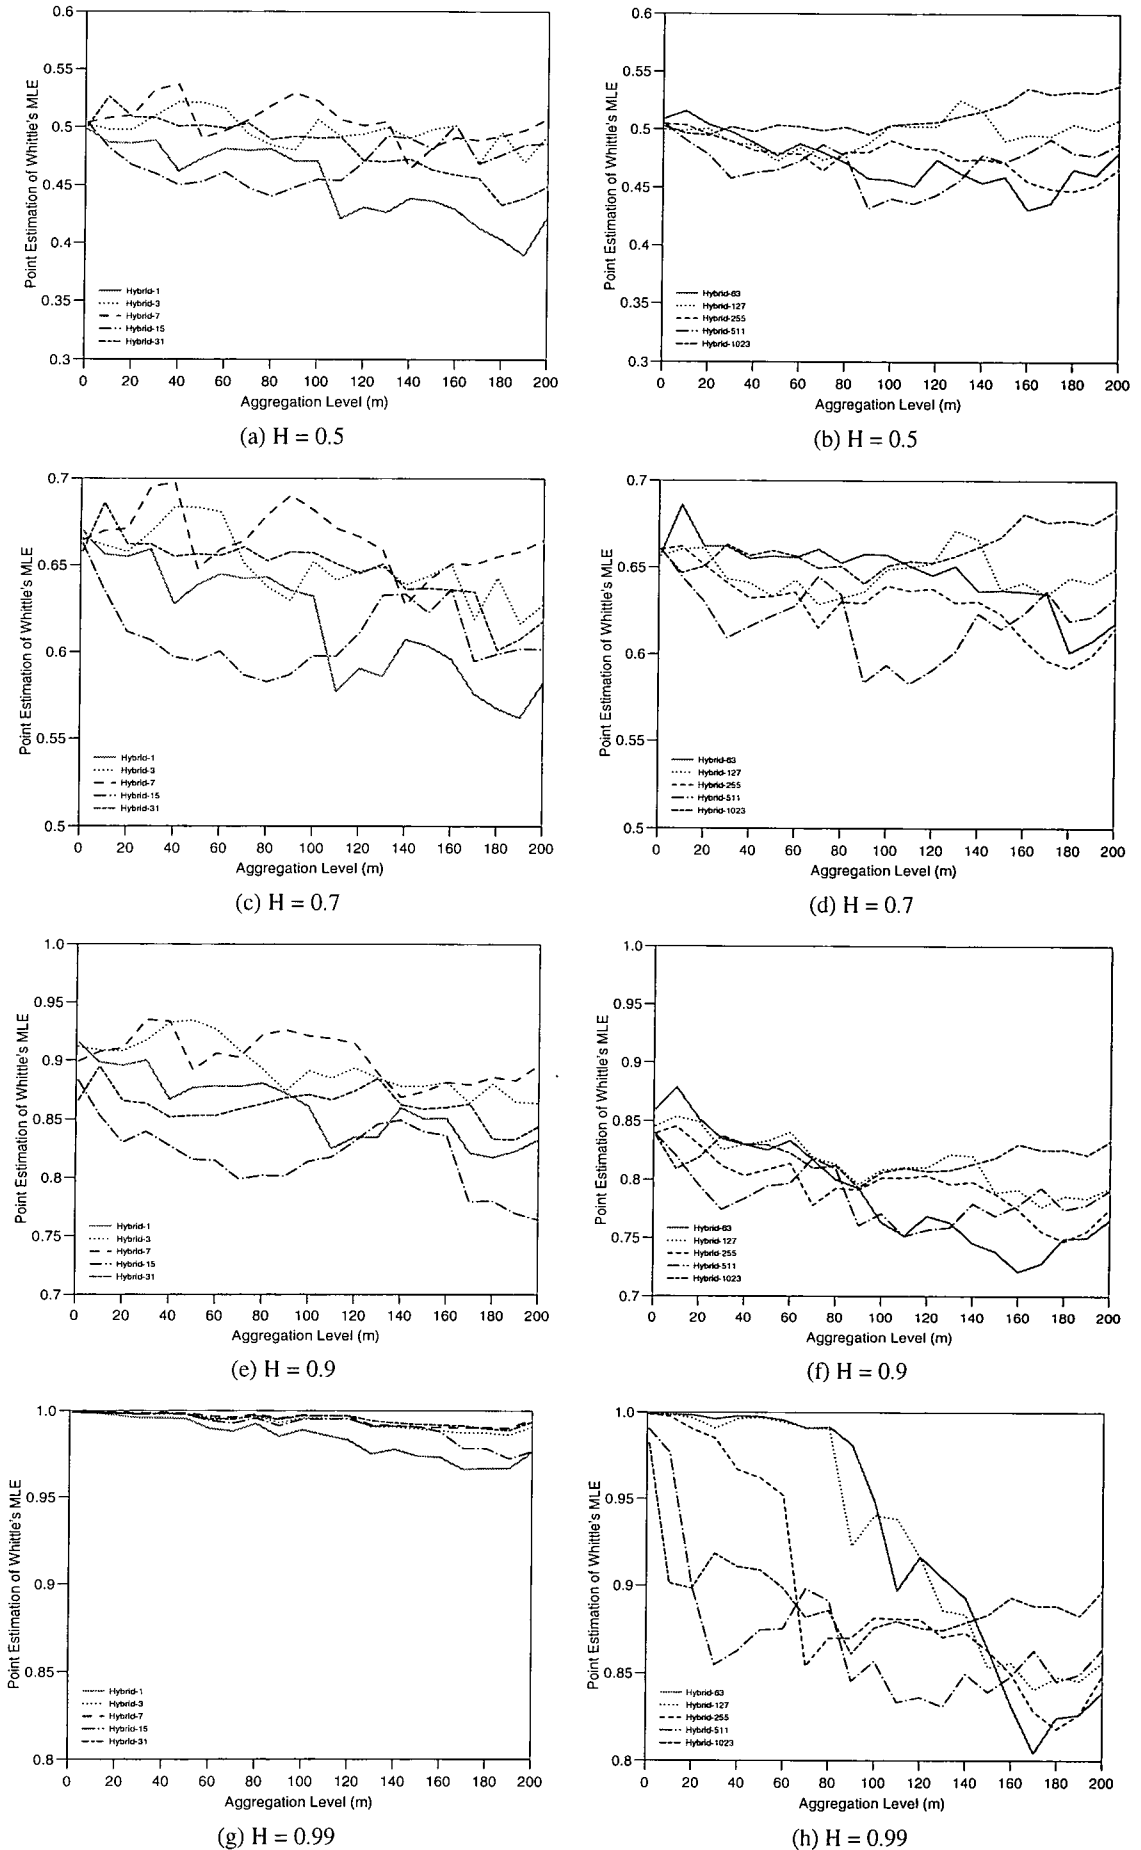 Point Estimation of Whittle's MLE
0.6
0.55
0.5
0.45
0.4
0.35
0.3
Hybrid-1
Hybrid-3
Hybrid-7
Hybrid-15
Hybrid-31
0 20 40 60 80 100 120 140 160 180 200
Aggregation Level (m)
(a) H = 0.5
Point Estimation of Whittle's MLE
0.6
0.55
0.5
0.45
0.4
0.35
0.3
Hybrid-63
Hybrid-127
Hybrid-255
Hybrid-511
Hybrid-1023
0 20 40 60 80 100 120 140 160 180 200
Aggregation Level (m)
(b) H = 0.5
Point Estimation of Whittle's MLE
0.7
0.65
0.6
0.55
0.5
Hybrid-1
Hybrid-3
Hybrid-7
Hybrid-15
Hybrid-31
0 20 40 60 80 100 120 140 160 180 200
Aggregation Level (m)
(c) H = 0.7
Point Estimation of Whittle's MLE
0.7
0.65
0.6
0.55
0.5
Hybrid-63
Hybrid-127
Hybrid-255
Hybrid-511
Hybrid-1023
0 20 40 60 80 100 120 140 160 180 200
Aggregation Level (m)
(d) H = 0.7
Point Estimation of Whittle's MLE
1.0
0.95
0.9
0.85
0.8
0.75
0.7
Hybrid-1
Hybrid-3
Hybrid-7
Hybrid-15
Hybrid-31
0 20 40 60 80 100 120 140 160 180 200
Aggregation Level (m)
(e) H = 0.9
Point Estimation of Whittle's MLE
1.0
0.95
0.9
0.85
0.8
0.75
0.7
Hybrid-63
Hybrid-127
Hybrid-255
Hybrid-511
Hybrid-1023
0 20 40 60 80 100 120 140 160 180 200
Aggregation Level (m)
(f) H = 0.9
Point Estimation of Whittle's MLE
1.0
0.95
0.9
0.85
0.8
Hybrid-1
Hybrid-3
Hybrid-7
Hybrid-15
Hybrid-31
0 20 40 60 80 100 120 140 160 180 200
Aggregation Level (m)
(g) H = 0.99
Point Estimation of Whittle's MLE
1.0
0.95
0.9
0.85
0.8
Hybrid-63
Hybrid-127
Hybrid-255
Hybrid-511
Hybrid-1023
0 20 40 60 80 100 120 140 160 180 200
Aggregation Level (m)
(h) H = 0.99